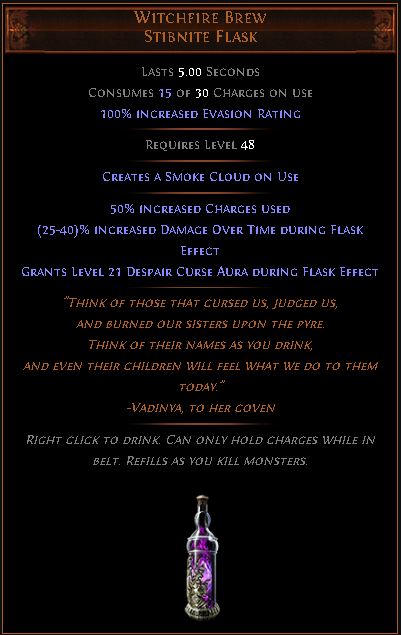 Witchfire Brew
Stibnite Flask
Lasts 5.00 Seconds
Consumes 15 of 30 Charges on use
100% increased Evasion Rating
Requires Level 48
Creates a Smoke Cloud on Use
50% increased Charges used
(25-40)% increased Damage Over Time during Flask
Effect
Grants Level 21 Despair Curse Aura during Flask Effect
"Think of those that cursed us, judged us,
and burned our sisters upon the pyre.
Think of their names as you drink,
and even their children will feel what we do to them
today."
-Vadinya, to her coven
Right click to drink. Can only hold charges while in
belt. Refills as you kill monsters.